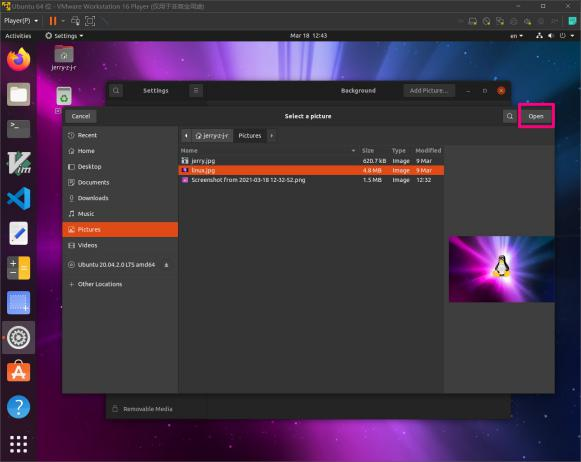 Ubuntu 64 位 - VMware Workstation 16 Player (仅用于非商业用途)
Player(P)
Activities
Settings
Mar 18 12:43
en
jerry-z-j-r
Settings
Background
Add Picture...
Cancel
Select a picture
Open
Recent
Home
Desktop
Documents
Downloads
Music
Pictures
Videos
Ubuntu 20.04.2.0 LTS amd64
Other Locations
jerry-z-j-r
Pictures
Name Size Type Modified
jerry.jpg 620.7 kB Image 9 Mar
linux.jpg 4.8 MB Image 9 Mar
Screenshot from 2021-03-18 12-32-52.png 1.5 MB Image 12:32
Removable Media